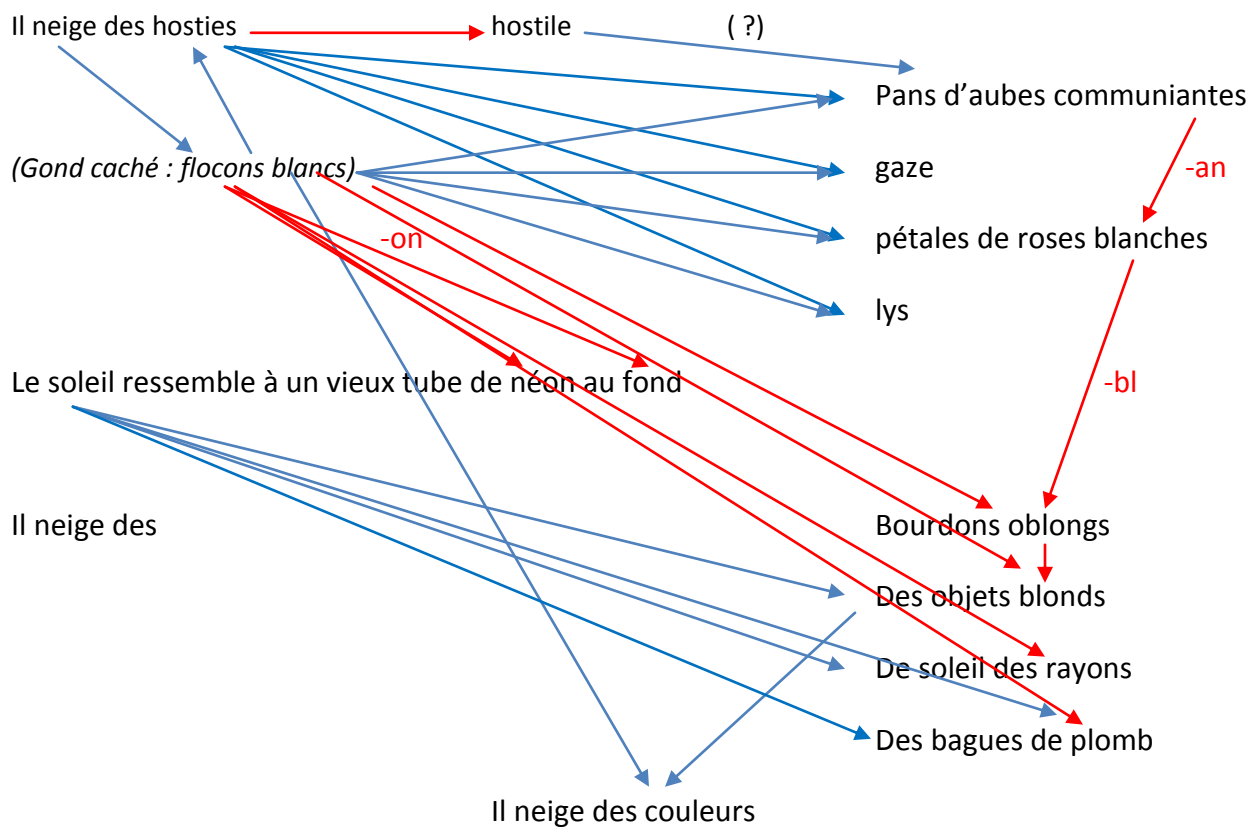 Il neige des hosties hostile ( ?)
Pans d’aubes communiantes
(Gond caché : flocons blancs) gaze -an
-on pétales de roses blanches
lys
Le soleil ressemble à un vieux tube de néon au fond -bl
Il neige des Bourdons oblongs
Des objets blonds
De soleil des rayons
Des bagues de plomb
Il neige des couleurs